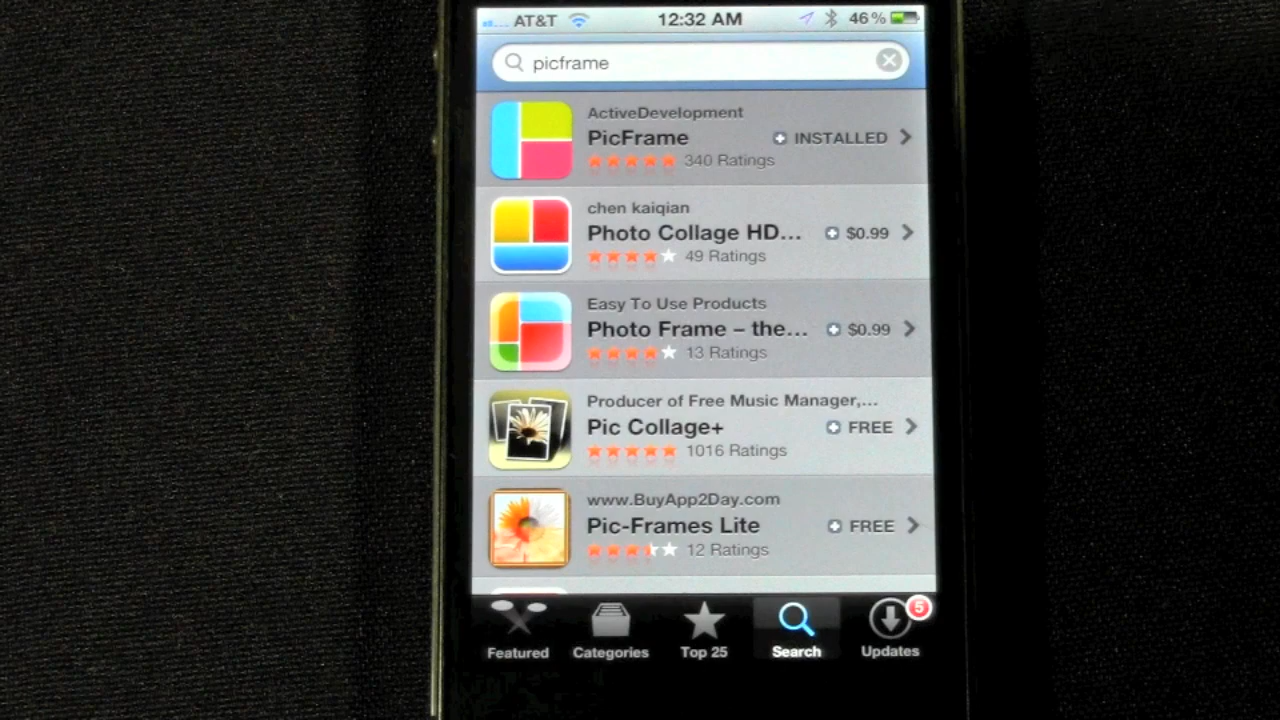 AT&T 12:32 AM 46%
picframe
ActiveDevelopment
PicFrame INSTALLED
340 Ratings
chen kaiqian
Photo Collage HD... $0.99
49 Ratings
Easy To Use Products
Photo Frame – the... $0.99
13 Ratings
Producer of Free Music Manager,...
Pic Collage+ FREE
1016 Ratings
www.BuyApp2Day.com
Pic-Frames Lite FREE
12 Ratings
5
Featured Categories Top 25 Search Updates